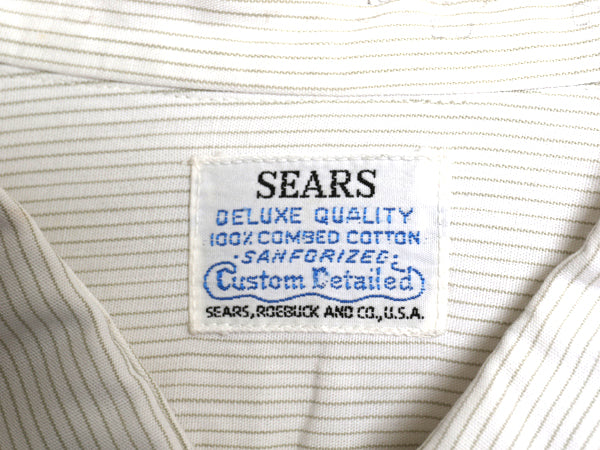 SEARS
DELUXE QUALITY
100% COMBED COTTON
·SANFORIZED·
Custom Detailed
SEARS, ROEBUCK AND CO., U.S.A.